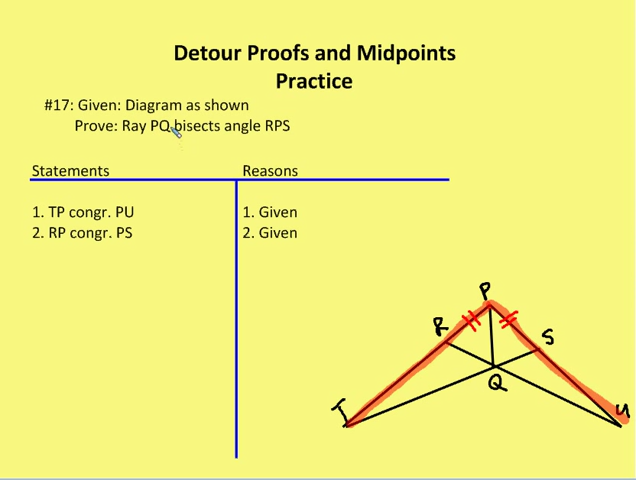 Detour Proofs and Midpoints
Practice
#17: Given: Diagram as shown
Prove: Ray PQ bisects angle RPS
Statements Reasons
1. TP congr. PU 1. Given
2. RP congr. PS 2. Given
P
R
S
Q
T
U